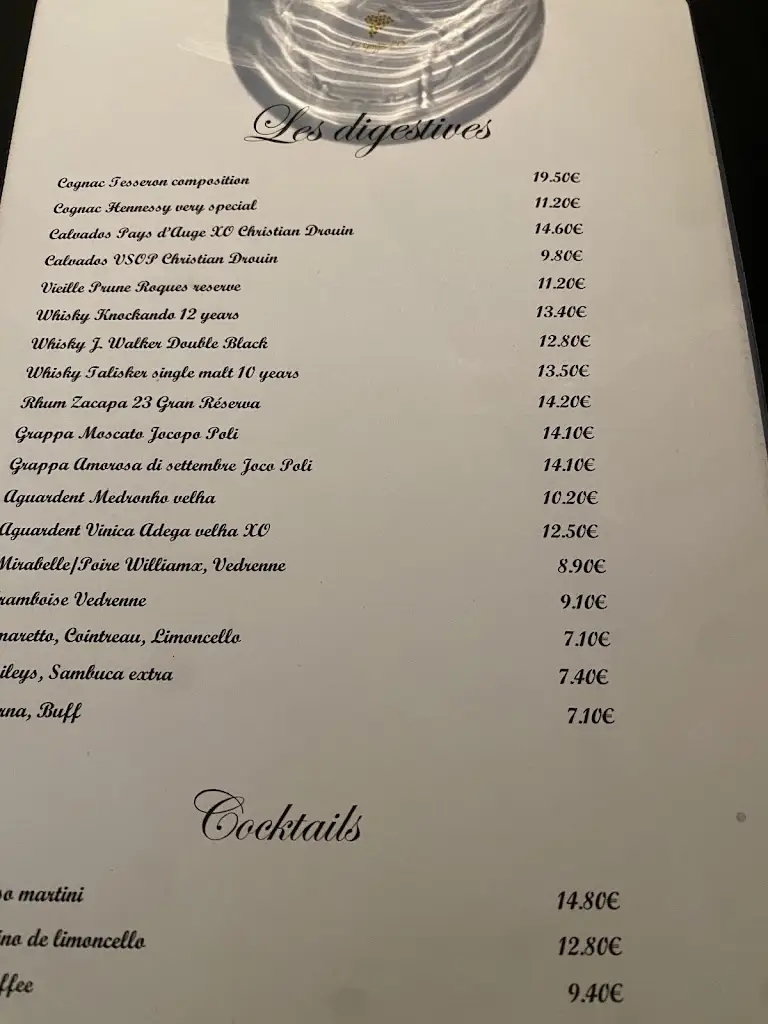 Les digestives
Cognac Tesseron composition 19.50€
Cognac Hennessy very special 11.20€
Calvados Pays d'Auge XO Christian Drouin 14.60€
Calvados VSOP Christian Drouin 9.80€
Vieille Prune Roques reserve 11.20€
Whisky Knockando 12 years 13.40€
Whisky J. Walker Double Black 12.80€
Whisky Talisker single malt 10 years 13.50€
Rhum Zacapa 23 Gran Réserva 14.20€
Grappa Moscato Jocopo Poli 14.10€
Grappa Amorosa di settembre Joco Poli 14.10€
Aguardent Medronho velha 10.20€
Aguardent Vinica Adega velha XO 12.50€
Mirabelle/Poire Williamx, Vedrenne 8.90€
ramboise Vedrenne 9.10€
maretto, Cointreau, Limoncello 7.10€
ileys, Sambuca extra 7.40€
rna, Buff 7.10€
Cocktails
so martini 14.80€
ino de limoncello 12.80€
ffee 9.40€